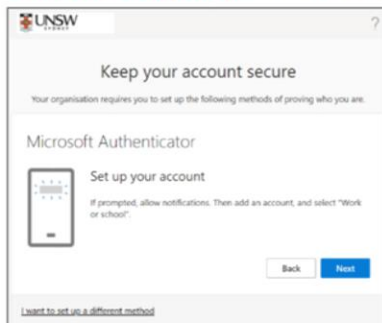 UNSW
SYDNEY
?
Keep your account secure
Your organisation requires you to set up the following methods of proving who you are.
Microsoft Authenticator
Set up your account
If prompted, allow notifications. Then add an account, and select "Work
or school".
Back Next
I want to set up a different method